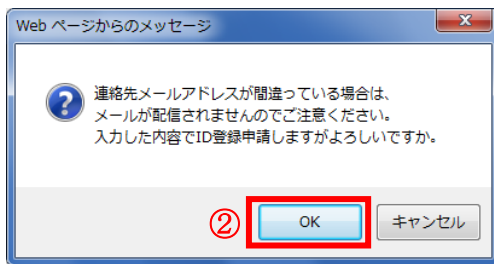 Web ページからのメッセージ
連絡先メールアドレスが間違っている場合は、
メールが配信されませんのでご注意ください。
入力した内容でID登録申請しますがよろしいですか。
② OK キャンセル